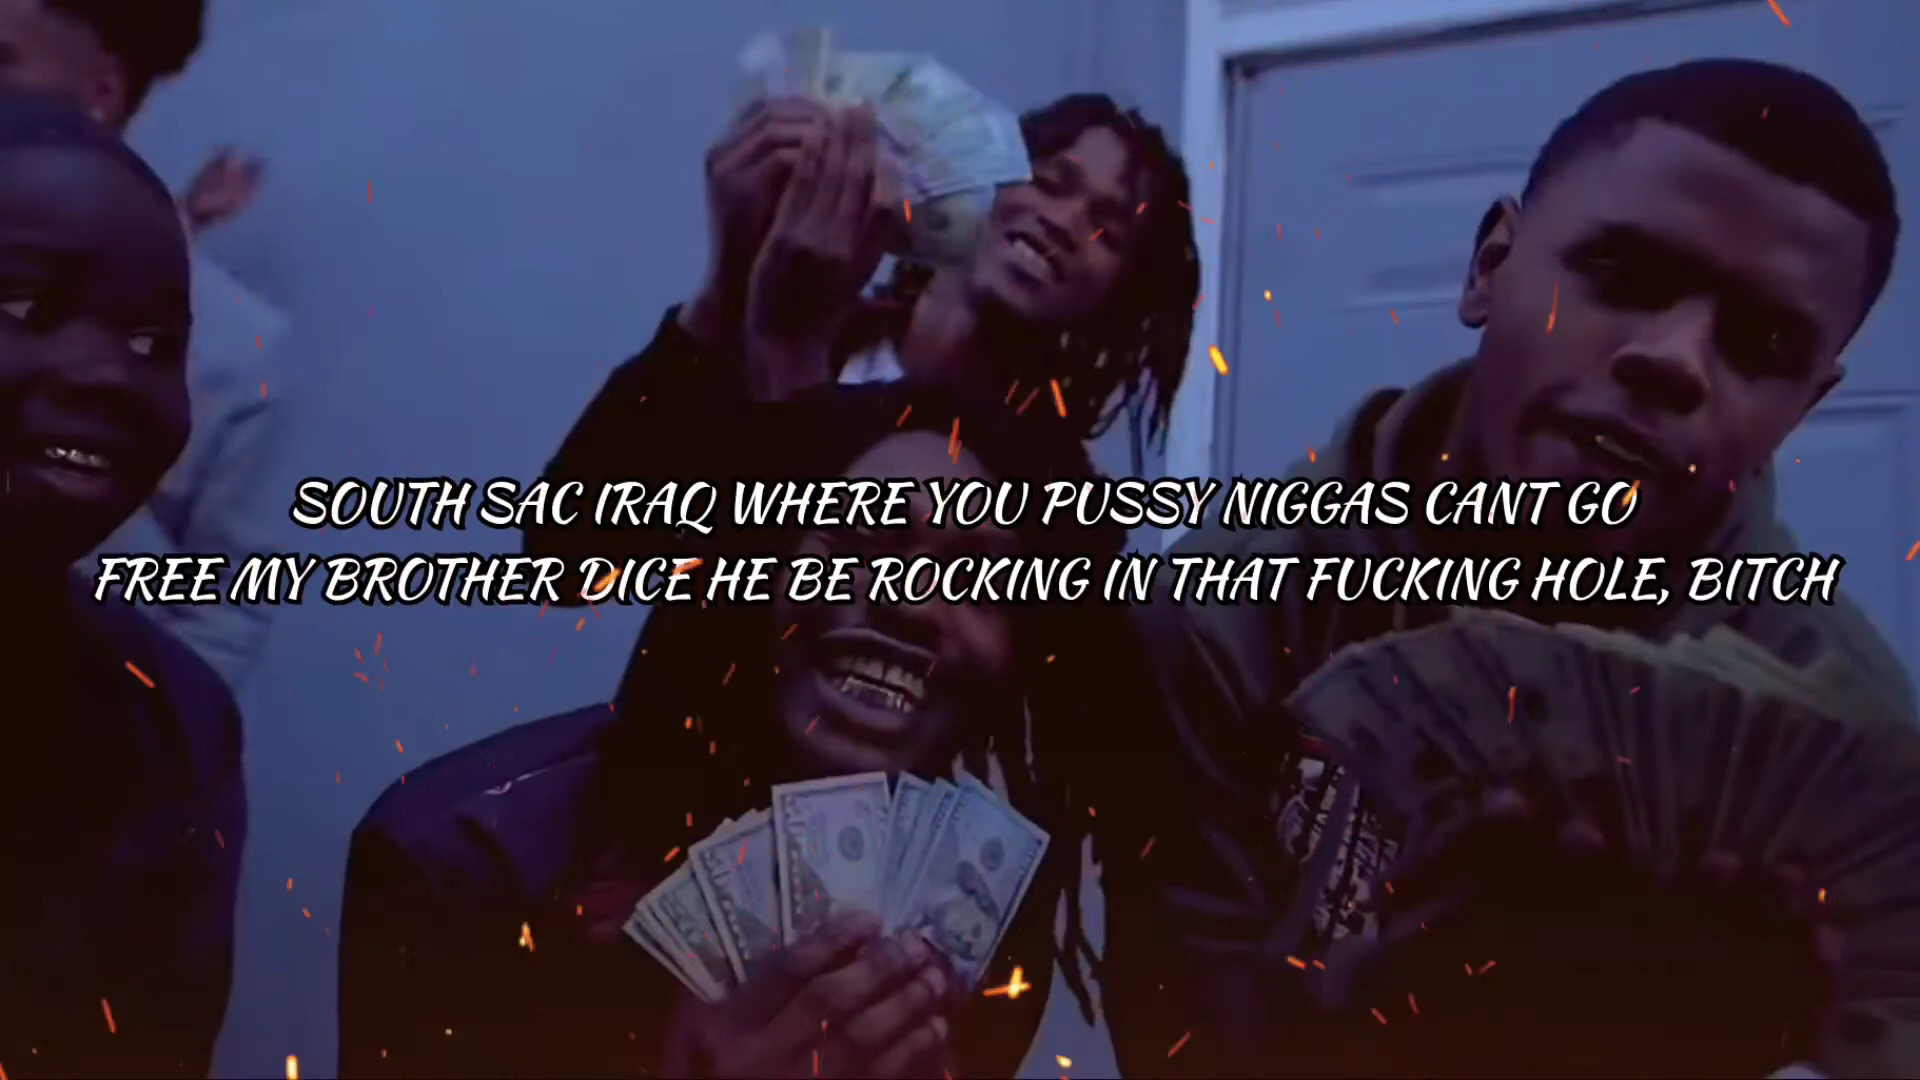 SOUTH SAC IRAQ WHERE YOU PUSSY NIGGAS CANT GO
FREE MY BROTHER DICE HE BE ROCKING IN THAT FUCKING HOLE, BITCH